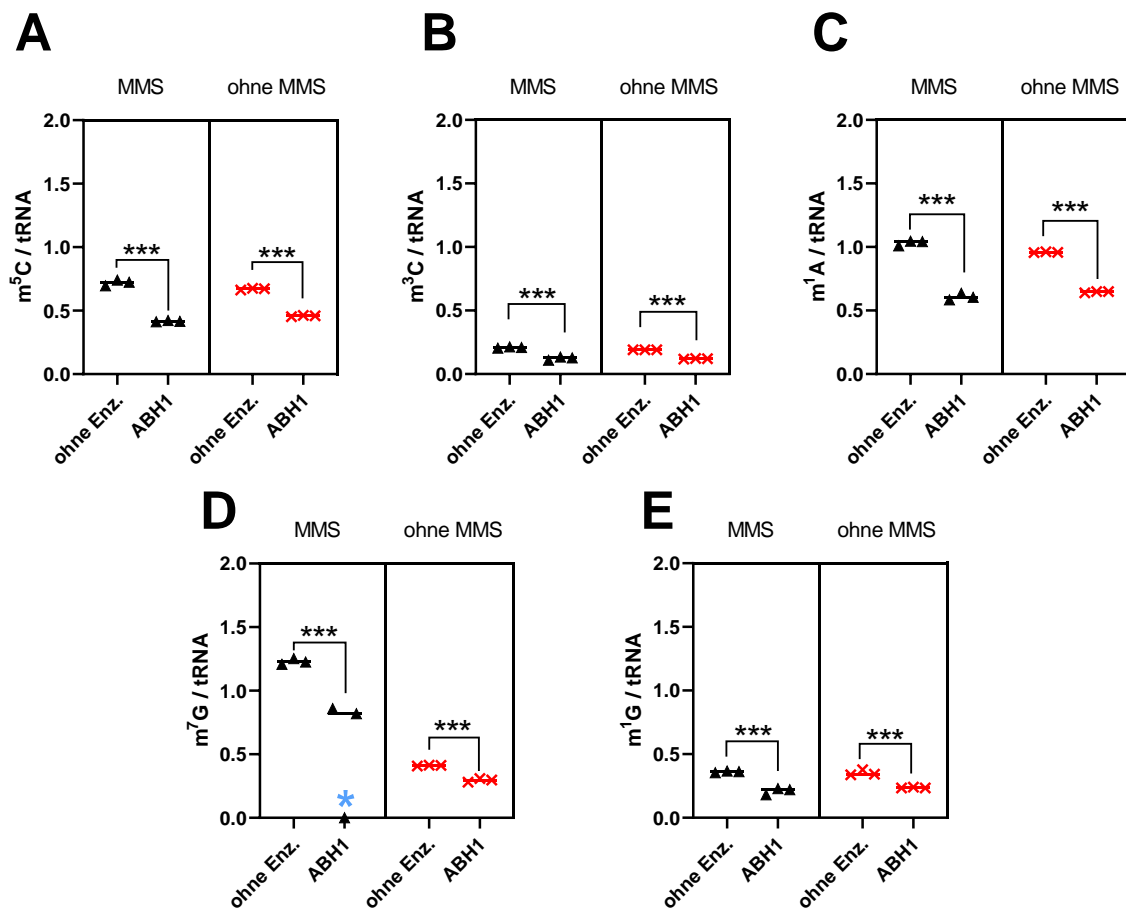 A
MMS
ohne MMS
m⁵C / tRNA
2.0
1.5
1.0
0.5
0.0
***
***
ohne Enz.
ABH1
ohne Enz.
ABH1
B
MMS
ohne MMS
m³C / tRNA
2.0
1.5
1.0
0.5
0.0
***
***
ohne Enz.
ABH1
ohne Enz.
ABH1
C
MMS
ohne MMS
m¹A / tRNA
2.0
1.5
1.0
0.5
0.0
***
***
ohne Enz.
ABH1
ohne Enz.
ABH1
D
MMS
ohne MMS
m⁷G / tRNA
2.0
1.5
1.0
0.5
0.0
***
***
*
ohne Enz.
ABH1
ohne Enz.
ABH1
E
MMS
ohne MMS
m¹G / tRNA
2.0
1.5
1.0
0.5
0.0
***
***
ohne Enz.
ABH1
ohne Enz.
ABH1